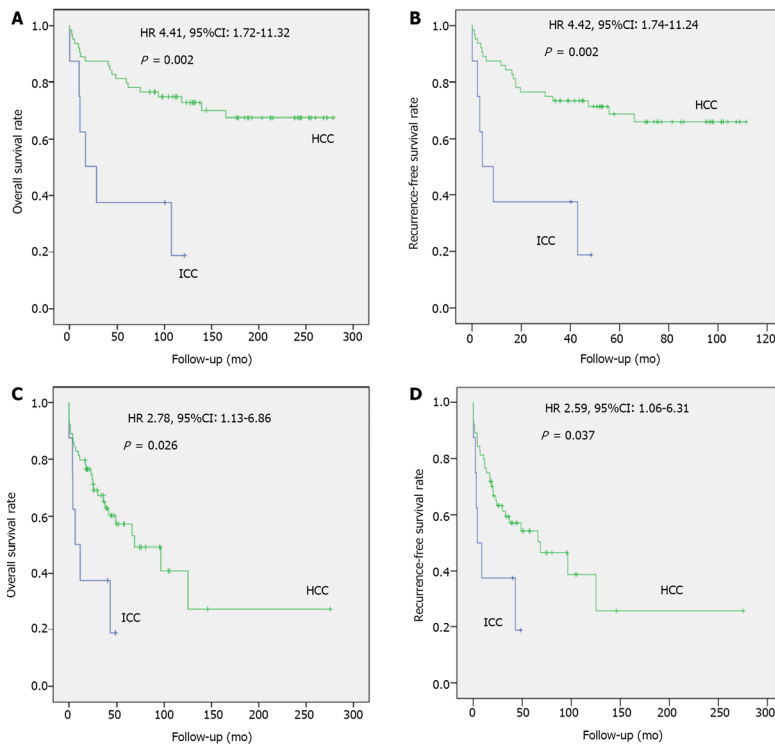 A
HR 4.41, 95%CI: 1.72-11.32
P = 0.002
1.0
0.8
0.6
0.4
0.2
0.0
Overall survival rate
HCC
ICC
0 50 100 150 200 250 300
Follow-up (mo)
B
HR 4.42, 95%CI: 1.74-11.24
P = 0.002
1.0
0.8
0.6
0.4
0.2
0.0
Recurrence-free survival rate
HCC
ICC
0 20 40 60 80 100 120
Follow-up (mo)
C
HR 2.78, 95%CI: 1.13-6.86
P = 0.026
1.0
0.8
0.6
0.4
0.2
0.0
Overall survival rate
HCC
ICC
0 50 100 150 200 250 300
Follow-up (mo)
D
HR 2.59, 95%CI: 1.06-6.31
P = 0.037
1.0
0.8
0.6
0.4
0.2
0.0
Recurrence-free survival rate
HCC
ICC
0 50 100 150 200 250 300
Follow-up (mo)